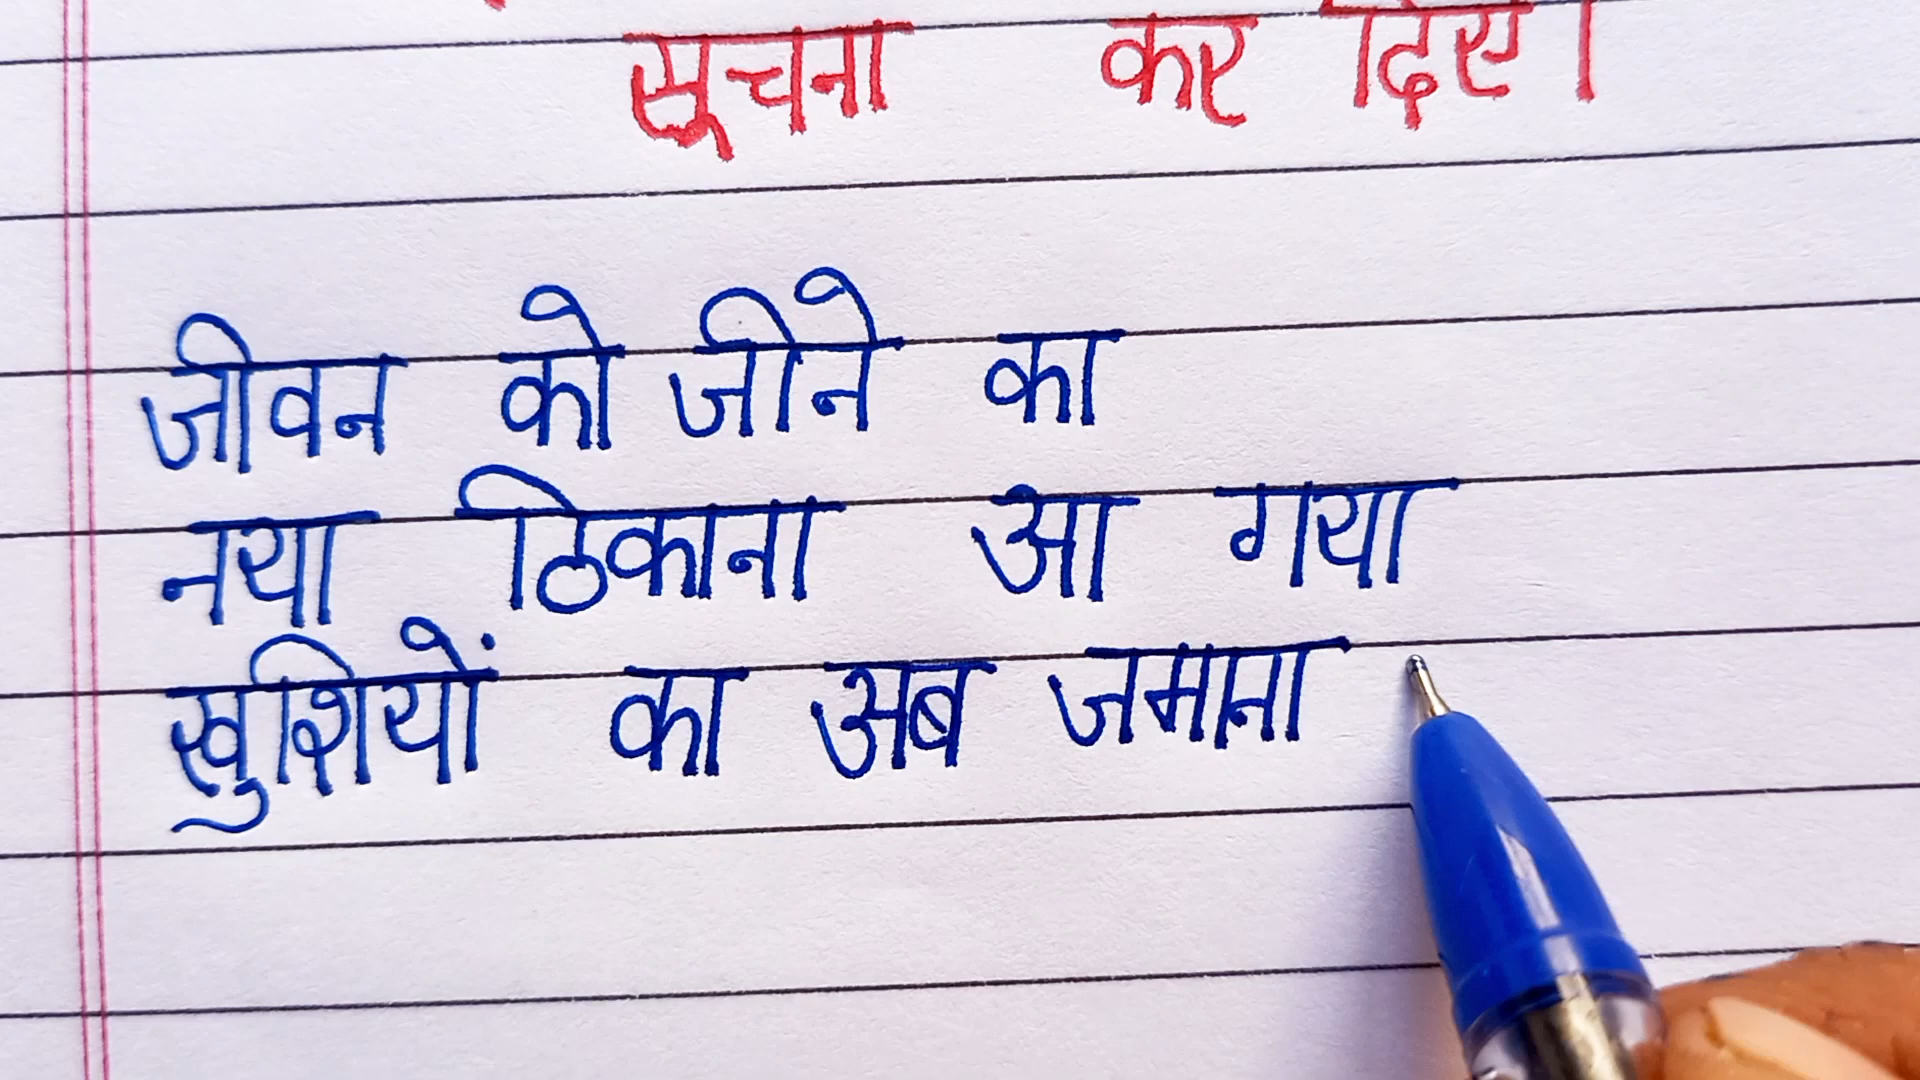 सूचना कर दिए।
जीवन को जीने का
नया ठिकाना आ गया
खुशियों का अब जमाना